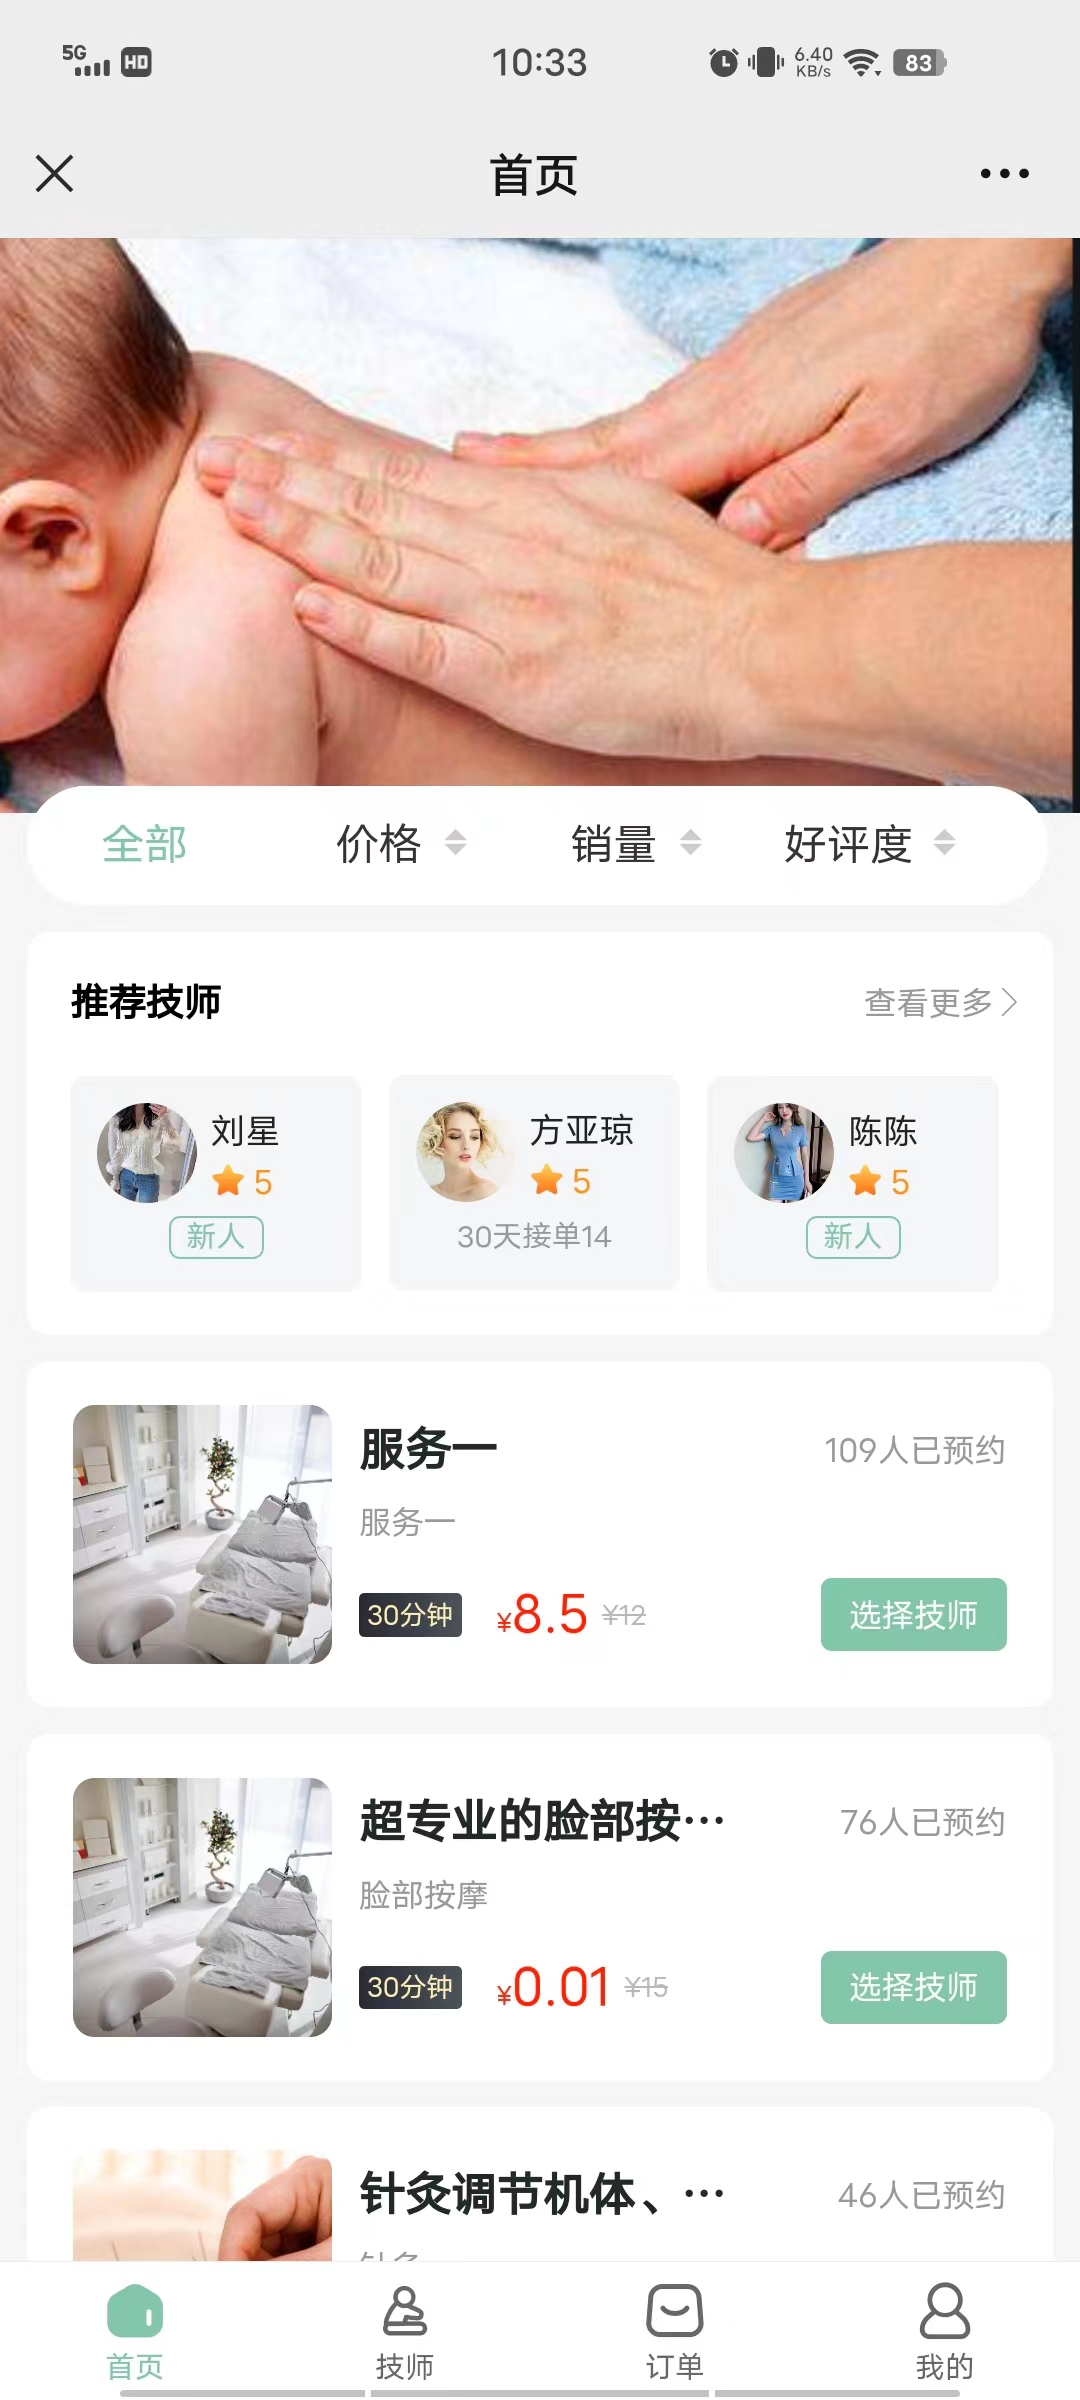 5G HD 10:33 6.40 KB/s 83
首页
全部 价格 销量 好评度
推荐技师 查看更多
刘星 方亚琼 陈陈
5 5 5
新人 30天接单14 新人
服务一 109人已预约
服务一
30分钟 ¥8.5 ¥12 选择技师
超专业的脸部按… 76人已预约
脸部按摩
30分钟 ¥0.01 ¥15 选择技师
针灸调节机体、… 46人已预约
首页 技师 订单 我的